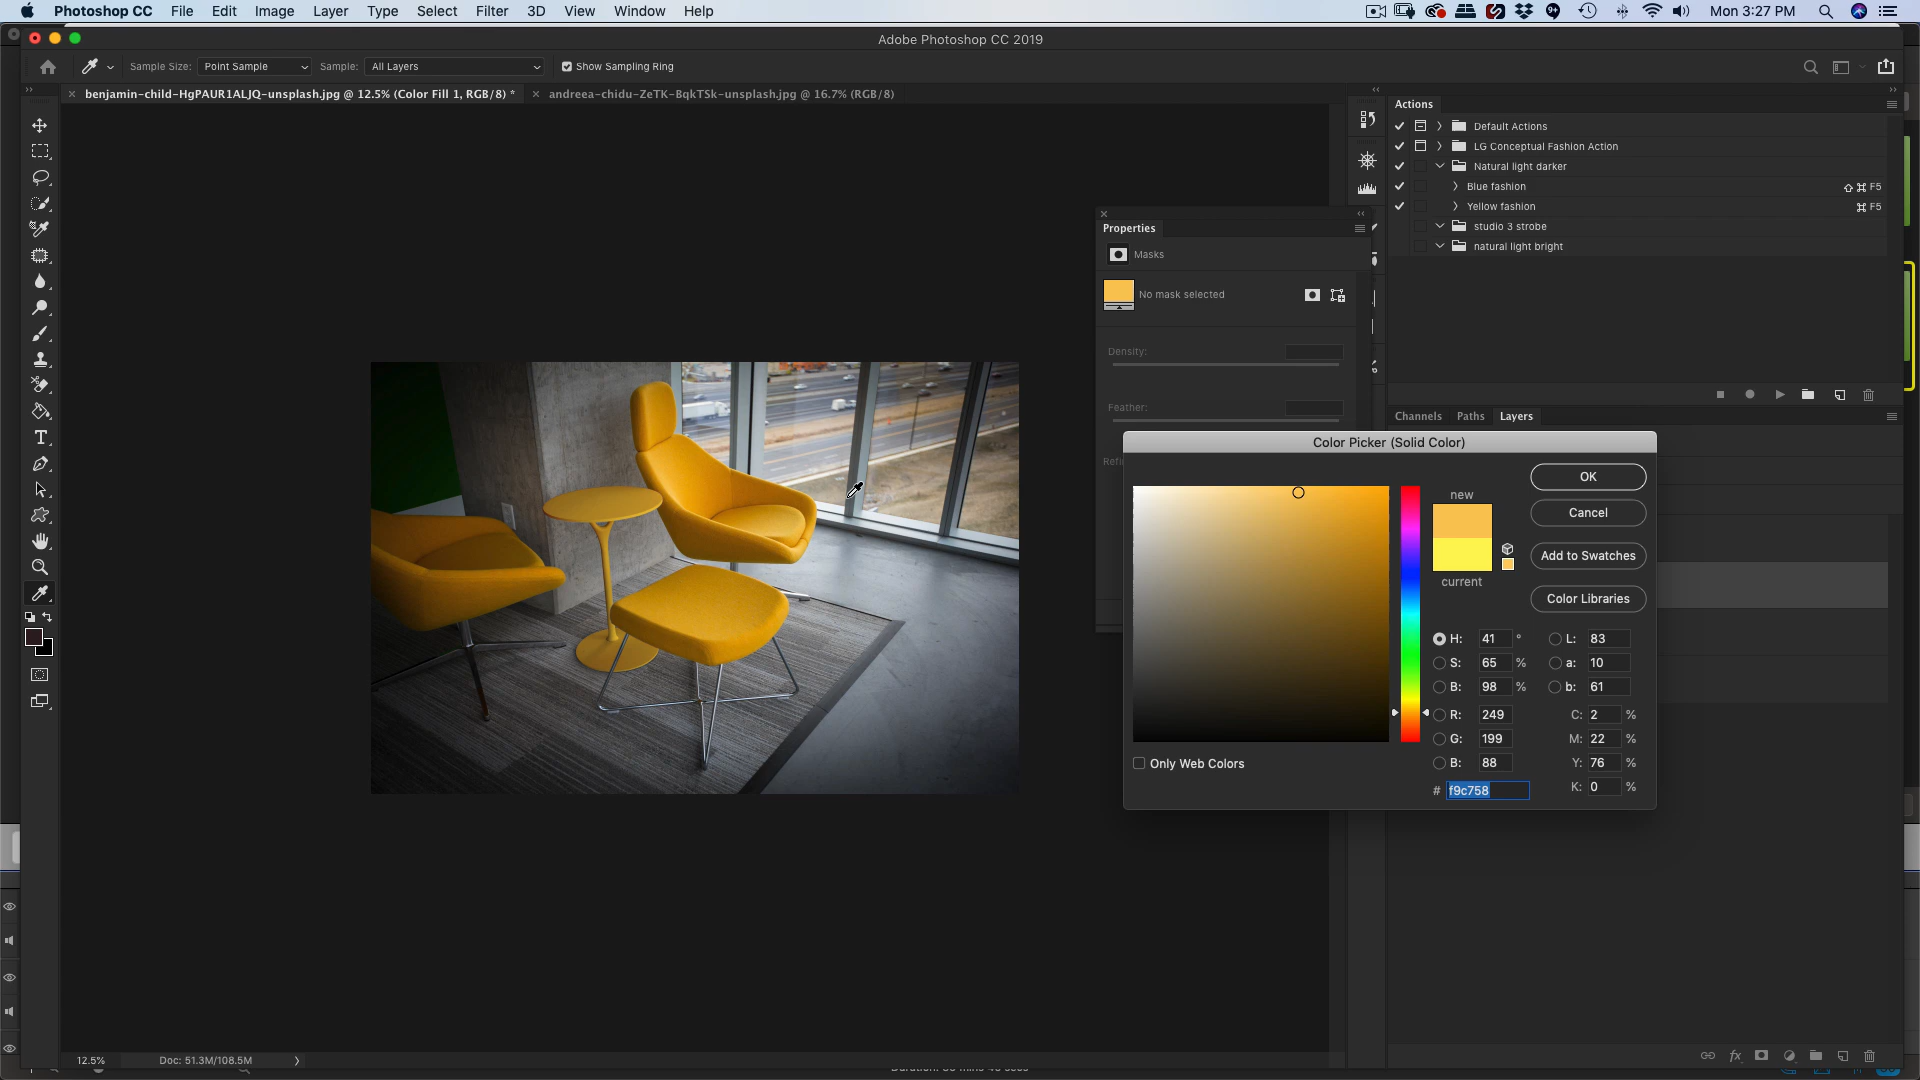 Photoshop CC File Edit Image Layer Type Select Filter 3D View Window Help Mon 3:27 PM
Adobe Photoshop CC 2019
Sample Size: Point Sample Sample: All Layers Show Sampling Ring
benjamin-child-HgPAUR1ALJQ-unsplash.jpg @ 12.5% (Color Fill 1, RGB/8) *
andreea-chidu-ZeTK-BqkTSk-unsplash.jpg @ 16.7% (RGB/8)
Actions
Default Actions
LG Conceptual Fashion Action
Natural light darker
Blue fashion F5
Yellow fashion F5
studio 3 strobe
natural light bright
Properties
Masks
No mask selected
Density:
Feather:
Channels Paths Layers
Color Picker (Solid Color)
new
current
OK
Cancel
Add to Swatches
Color Libraries
H: 41 ° L: 83
S: 65 % a: 10
B: 98 % b: 61
R: 249 C: 2 %
G: 199 M: 22 %
B: 88 Y: 76 %
# f9c758 K: 0 %
Only Web Colors
12.5% Doc: 51.3M/108.5M